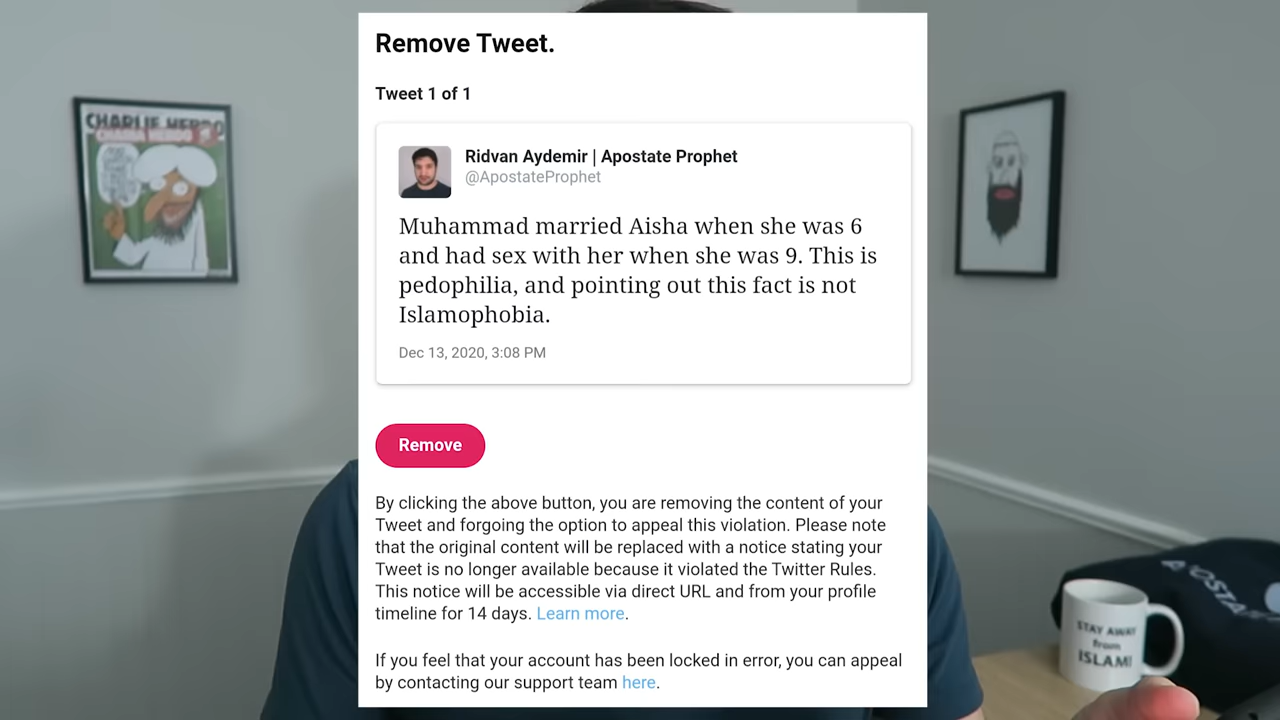 Remove Tweet.
Tweet 1 of 1
Ridvan Aydemir | Apostate Prophet
@ApostateProphet
Muhammad married Aisha when she was 6
and had sex with her when she was 9. This is
pedophilia, and pointing out this fact is not
Islamophobia.
Dec 13, 2020, 3:08 PM
Remove
By clicking the above button, you are removing the content of your
Tweet and forgoing the option to appeal this violation. Please note
that the original content will be replaced with a notice stating your
Tweet is no longer available because it violated the Twitter Rules.
This notice will be accessible via direct URL and from your profile
timeline for 14 days. Learn more.
If you feel that your account has been locked in error, you can appeal
by contacting our support team here.
CHARLIE HEBDO
STAY AWAY
from
ISLAM!